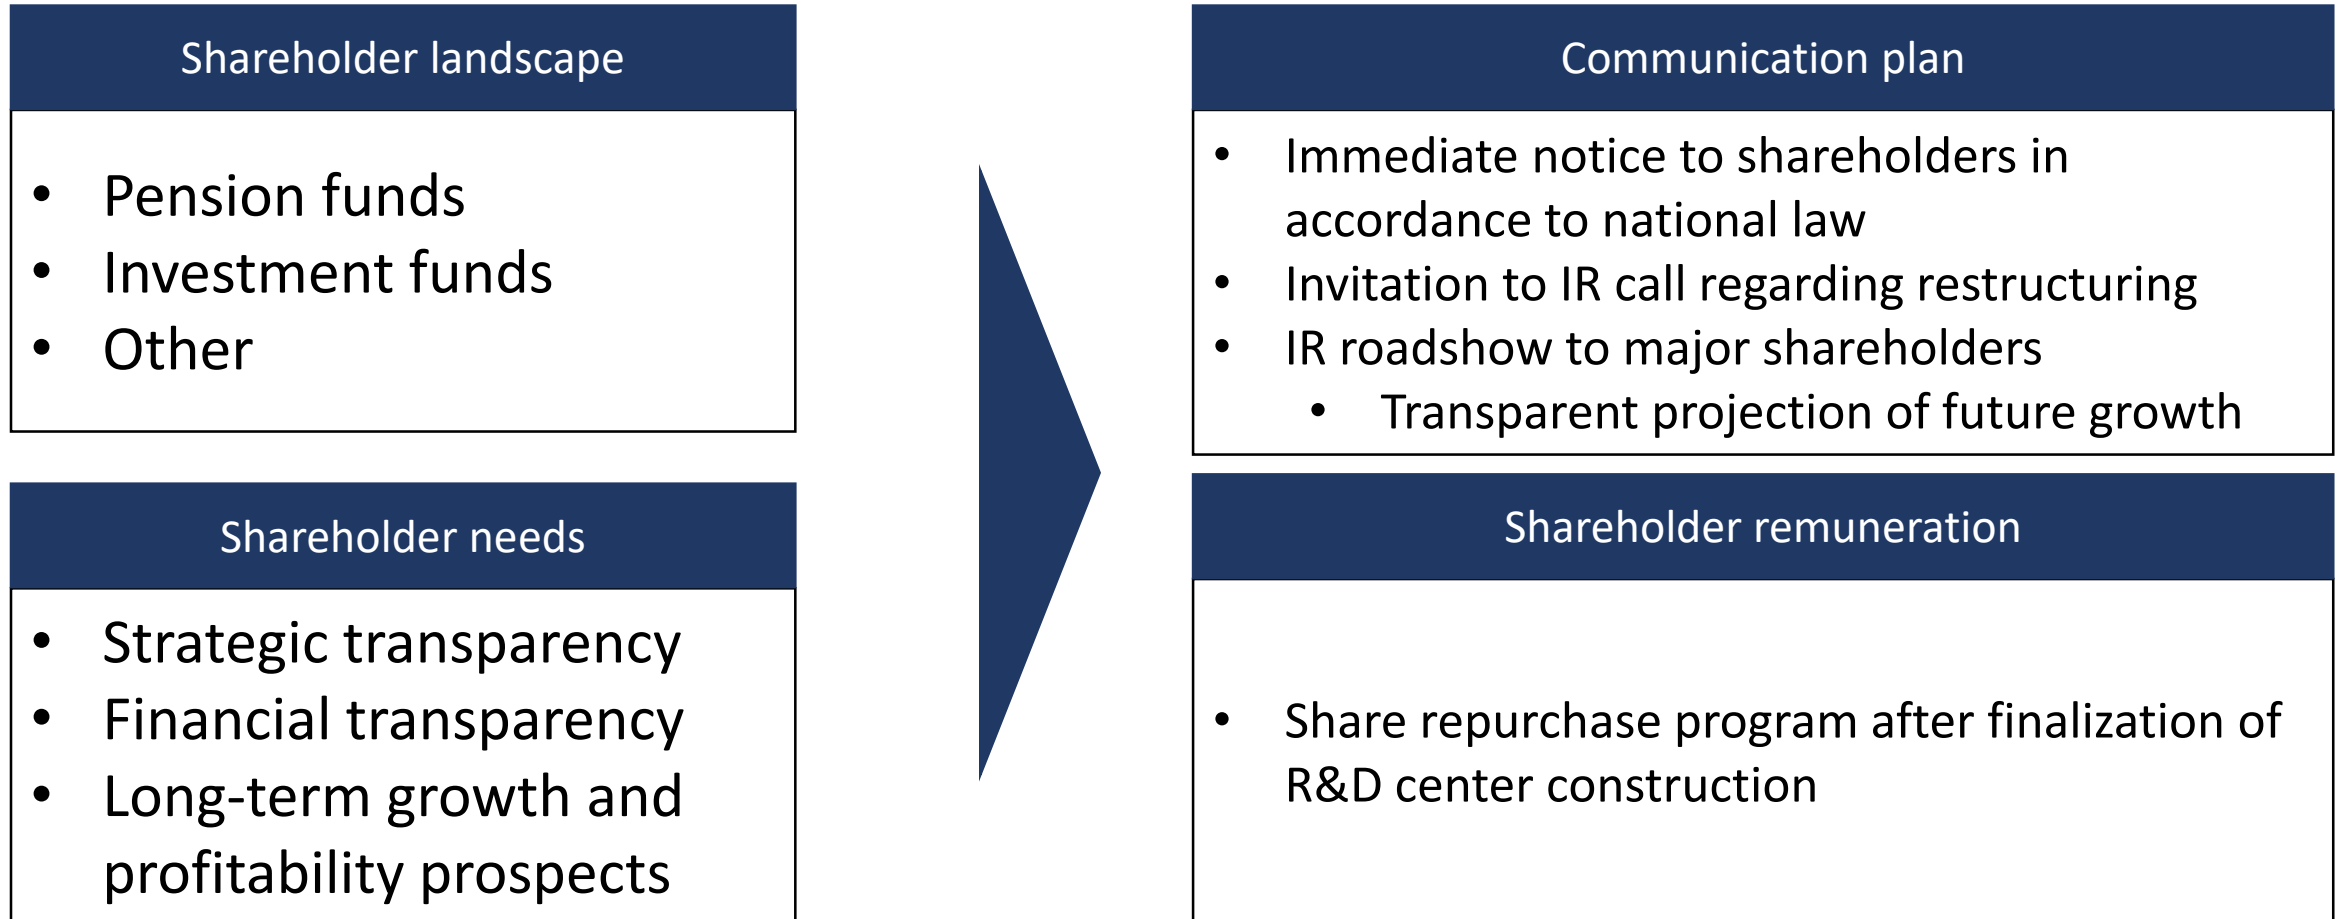 Shareholder landscape
• Pension funds
• Investment funds
• Other
Shareholder needs
• Strategic transparency
• Financial transparency
• Long-term growth and
profitability prospects
Communication plan
• Immediate notice to shareholders in
accordance to national law
• Invitation to IR call regarding restructuring
• IR roadshow to major shareholders
• Transparent projection of future growth
Shareholder remuneration
• Share repurchase program after finalization of
R&D center construction